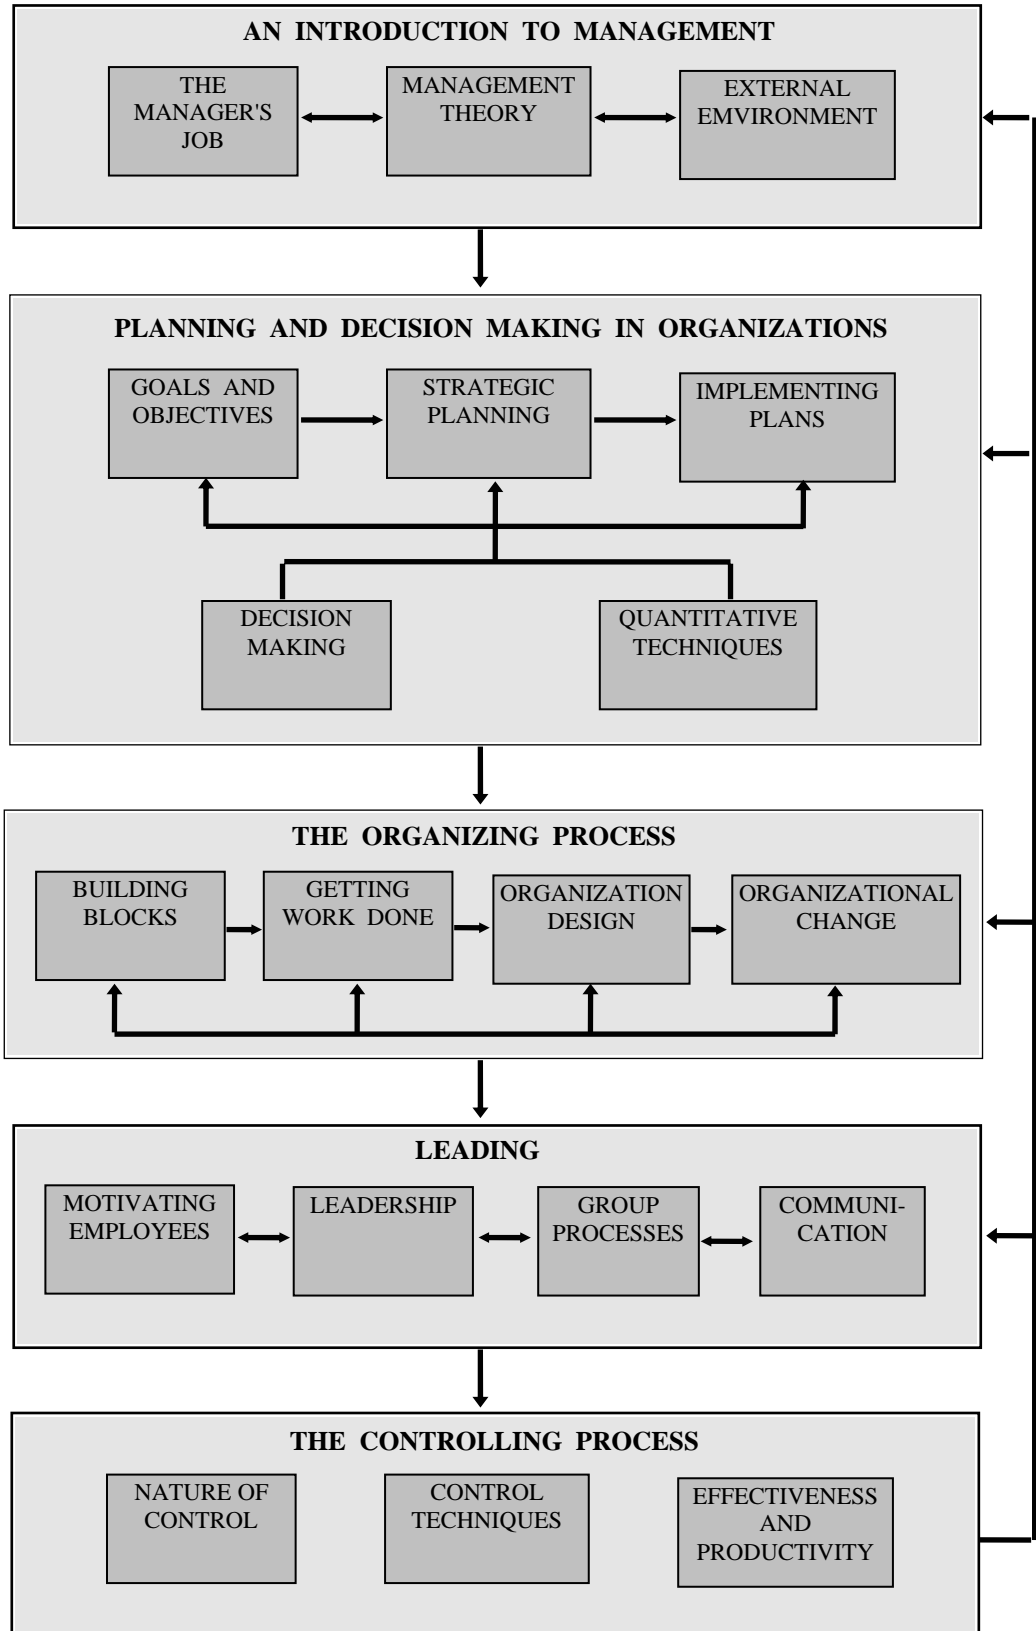 AN INTRODUCTION TO MANAGEMENT
THE
MANAGER'S
JOB
MANAGEMENT
THEORY
EXTERNAL
EMVIRONMENT
PLANNING AND DECISION MAKING IN ORGANIZATIONS
GOALS AND
OBJECTIVES
STRATEGIC
PLANNING
IMPLEMENTING
PLANS
DECISION
MAKING
QUANTITATIVE
TECHNIQUES
THE ORGANIZING PROCESS
BUILDING
BLOCKS
GETTING
WORK DONE
ORGANIZATION
DESIGN
ORGANIZATIONAL
CHANGE
LEADING
MOTIVATING
EMPLOYEES
LEADERSHIP
GROUP
PROCESSES
COMMUNI-
CATION
THE CONTROLLING PROCESS
NATURE OF
CONTROL
CONTROL
TECHNIQUES
EFFECTIVENESS
AND
PRODUCTIVITY